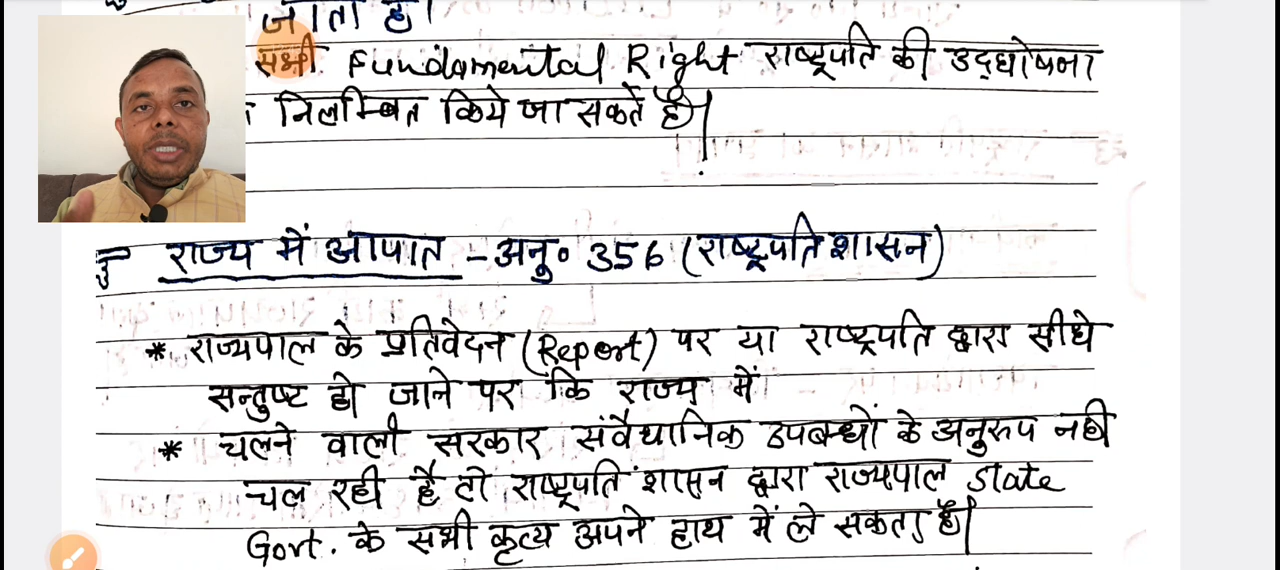 जाता है।
सभी Fundamental Right राष्ट्रपति की उद्घोषणा
निलम्बित किये जा सकते है।
राज्य में आपात - अनु० 356 (राष्ट्रपति शासन)
* राज्यपाल के प्रतिवेदन (Report) पर या राष्ट्रपति द्वारा सीधे
सन्तुष्ट हो जाने पर कि राज्य में
* चलने वाली सरकार संवैधानिक उपबन्धों के अनुरुप नही
चल रही है तो राष्ट्रपति शासन द्वारा राज्यपाल State
Govt. के सभी कृत्य अपने हाथ में ले सकता है।